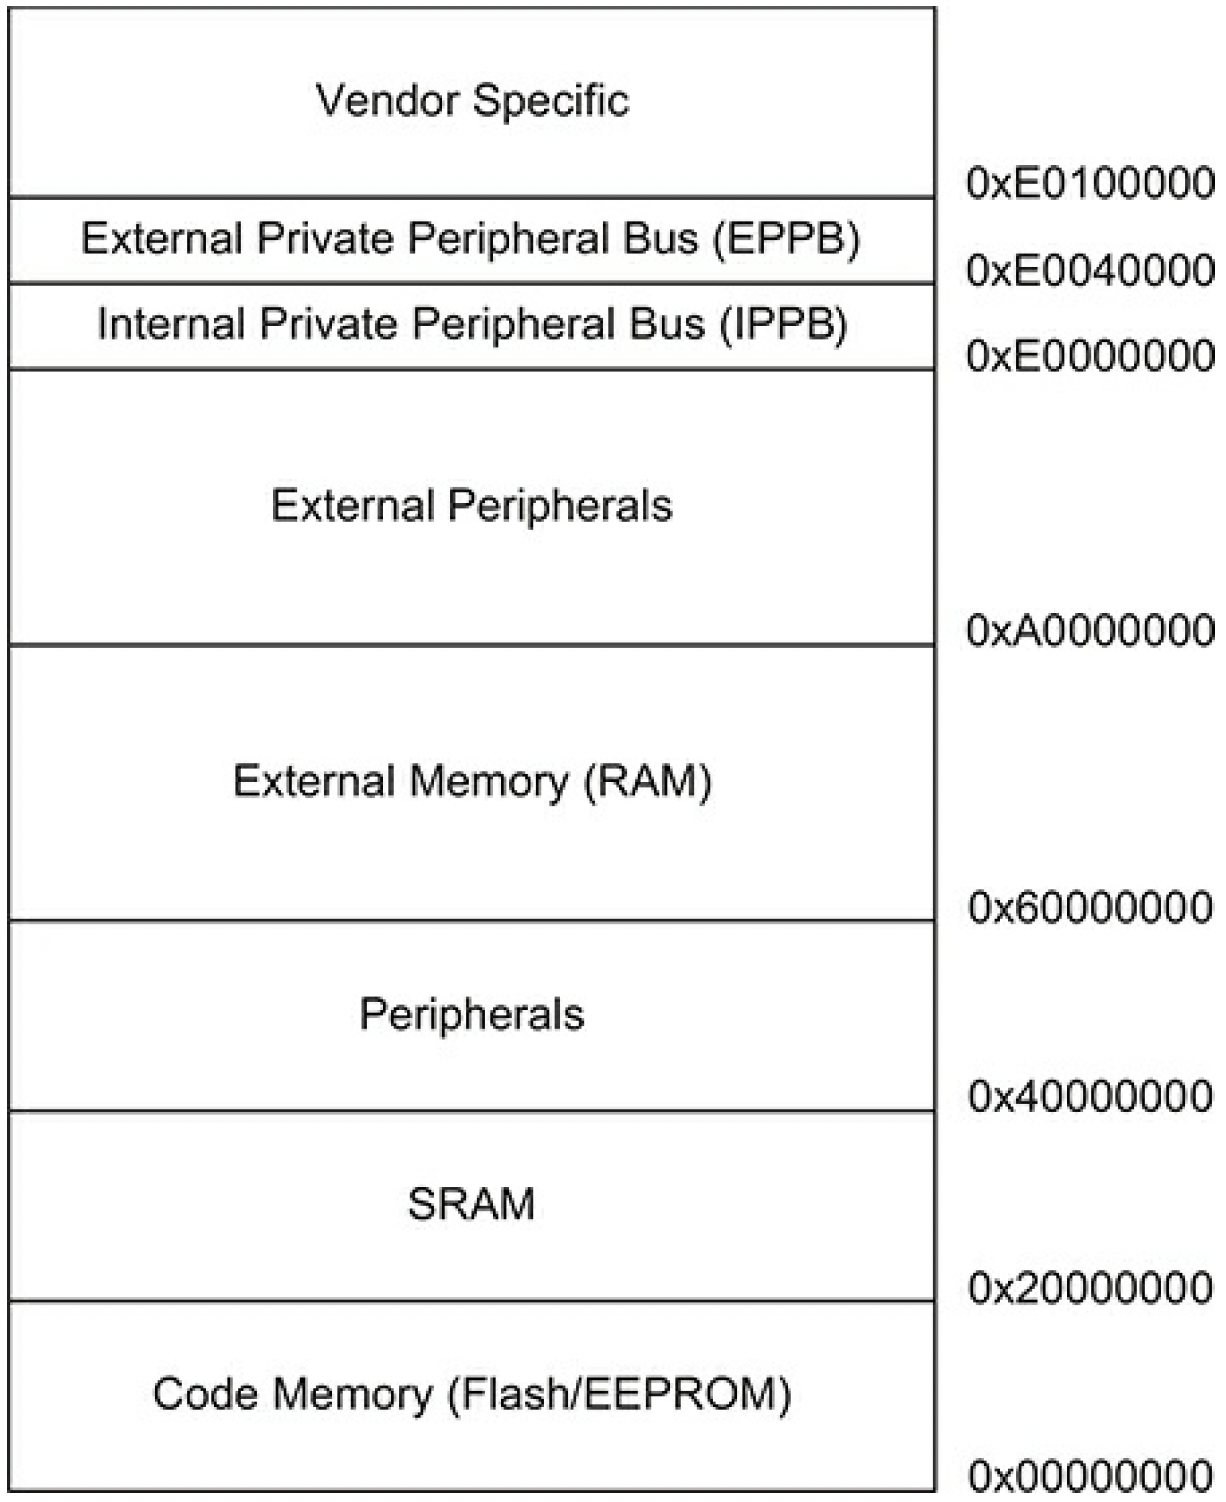 Vendor Specific
0xE0100000
External Private Peripheral Bus (EPPB)
0xE0040000
Internal Private Peripheral Bus (IPPB)
0xE0000000
External Peripherals
0xA0000000
External Memory (RAM)
0x60000000
Peripherals
0x40000000
SRAM
0x20000000
Code Memory (Flash/EEPROM)
0x00000000